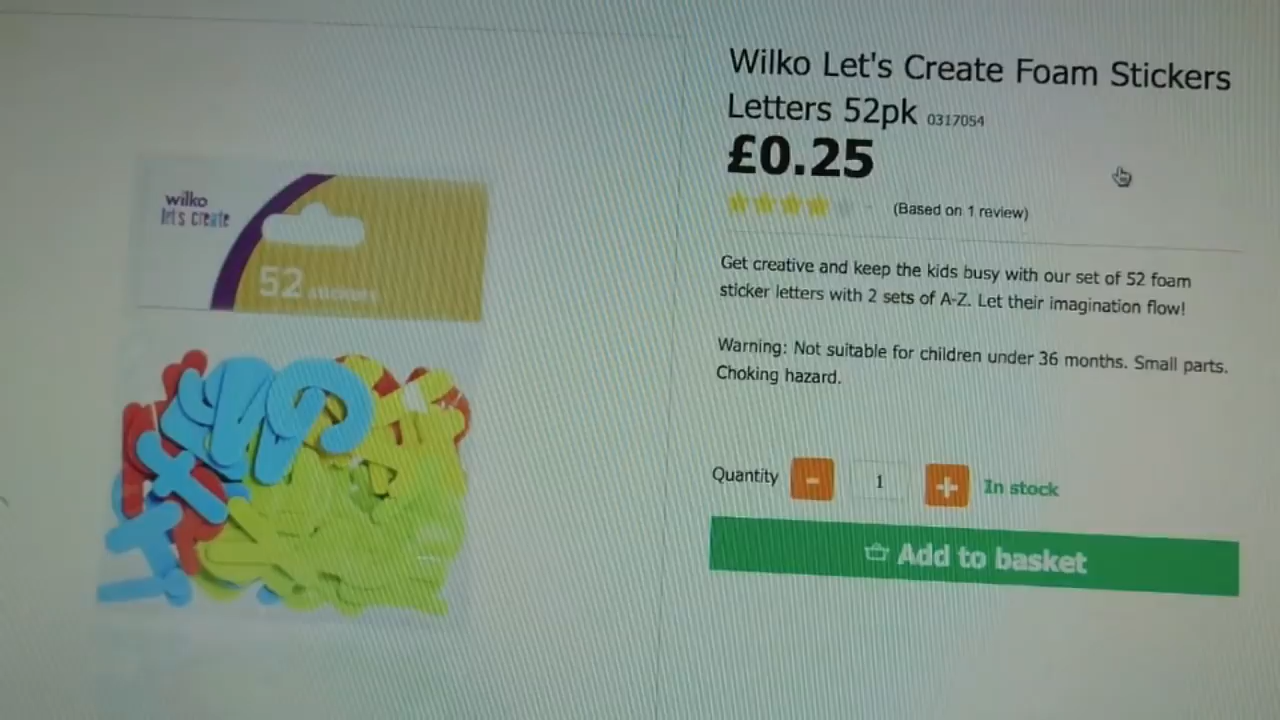 Wilko Let's Create Foam Stickers
Letters 52pk 0317054
£0.25
(Based on 1 review)
wilko
let's create
52 stickers
Get creative and keep the kids busy with our set of 52 foam
sticker letters with 2 sets of A-Z. Let their imagination flow!
Warning: Not suitable for children under 36 months. Small parts.
Choking hazard.
Quantity - 1 + In stock
Add to basket